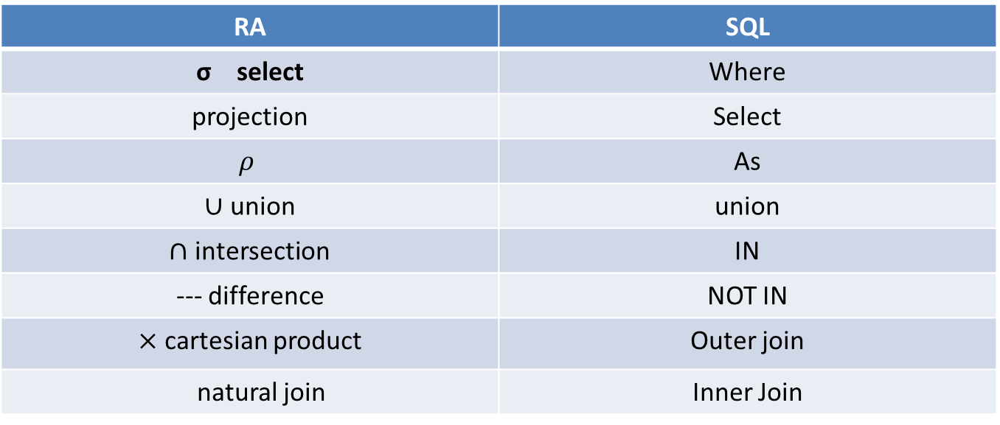 RA SQL
σ select Where
projection Select
ρ As
∪ union union
∩ intersection IN
--- difference NOT IN
× cartesian product Outer join
natural join Inner Join